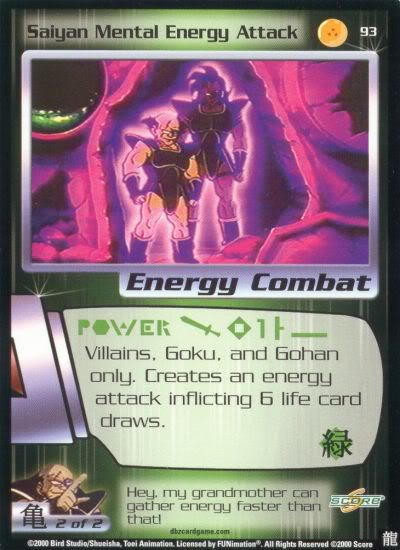 Saiyan Mental Energy Attack 93
Energy Combat
POWER
Villains, Goku, and Gohan
only. Creates an energy
attack inflicting 6 life card
draws.
緑
Hey, my grandmother can
gather energy faster than
that!
SCORE
亀 2 of 2
dbzcardgame.com
龍
©2000 Bird Studio/Shueisha, Toei Animation. Licensed by FUNimation®. All Rights Reserved ©2000 Score